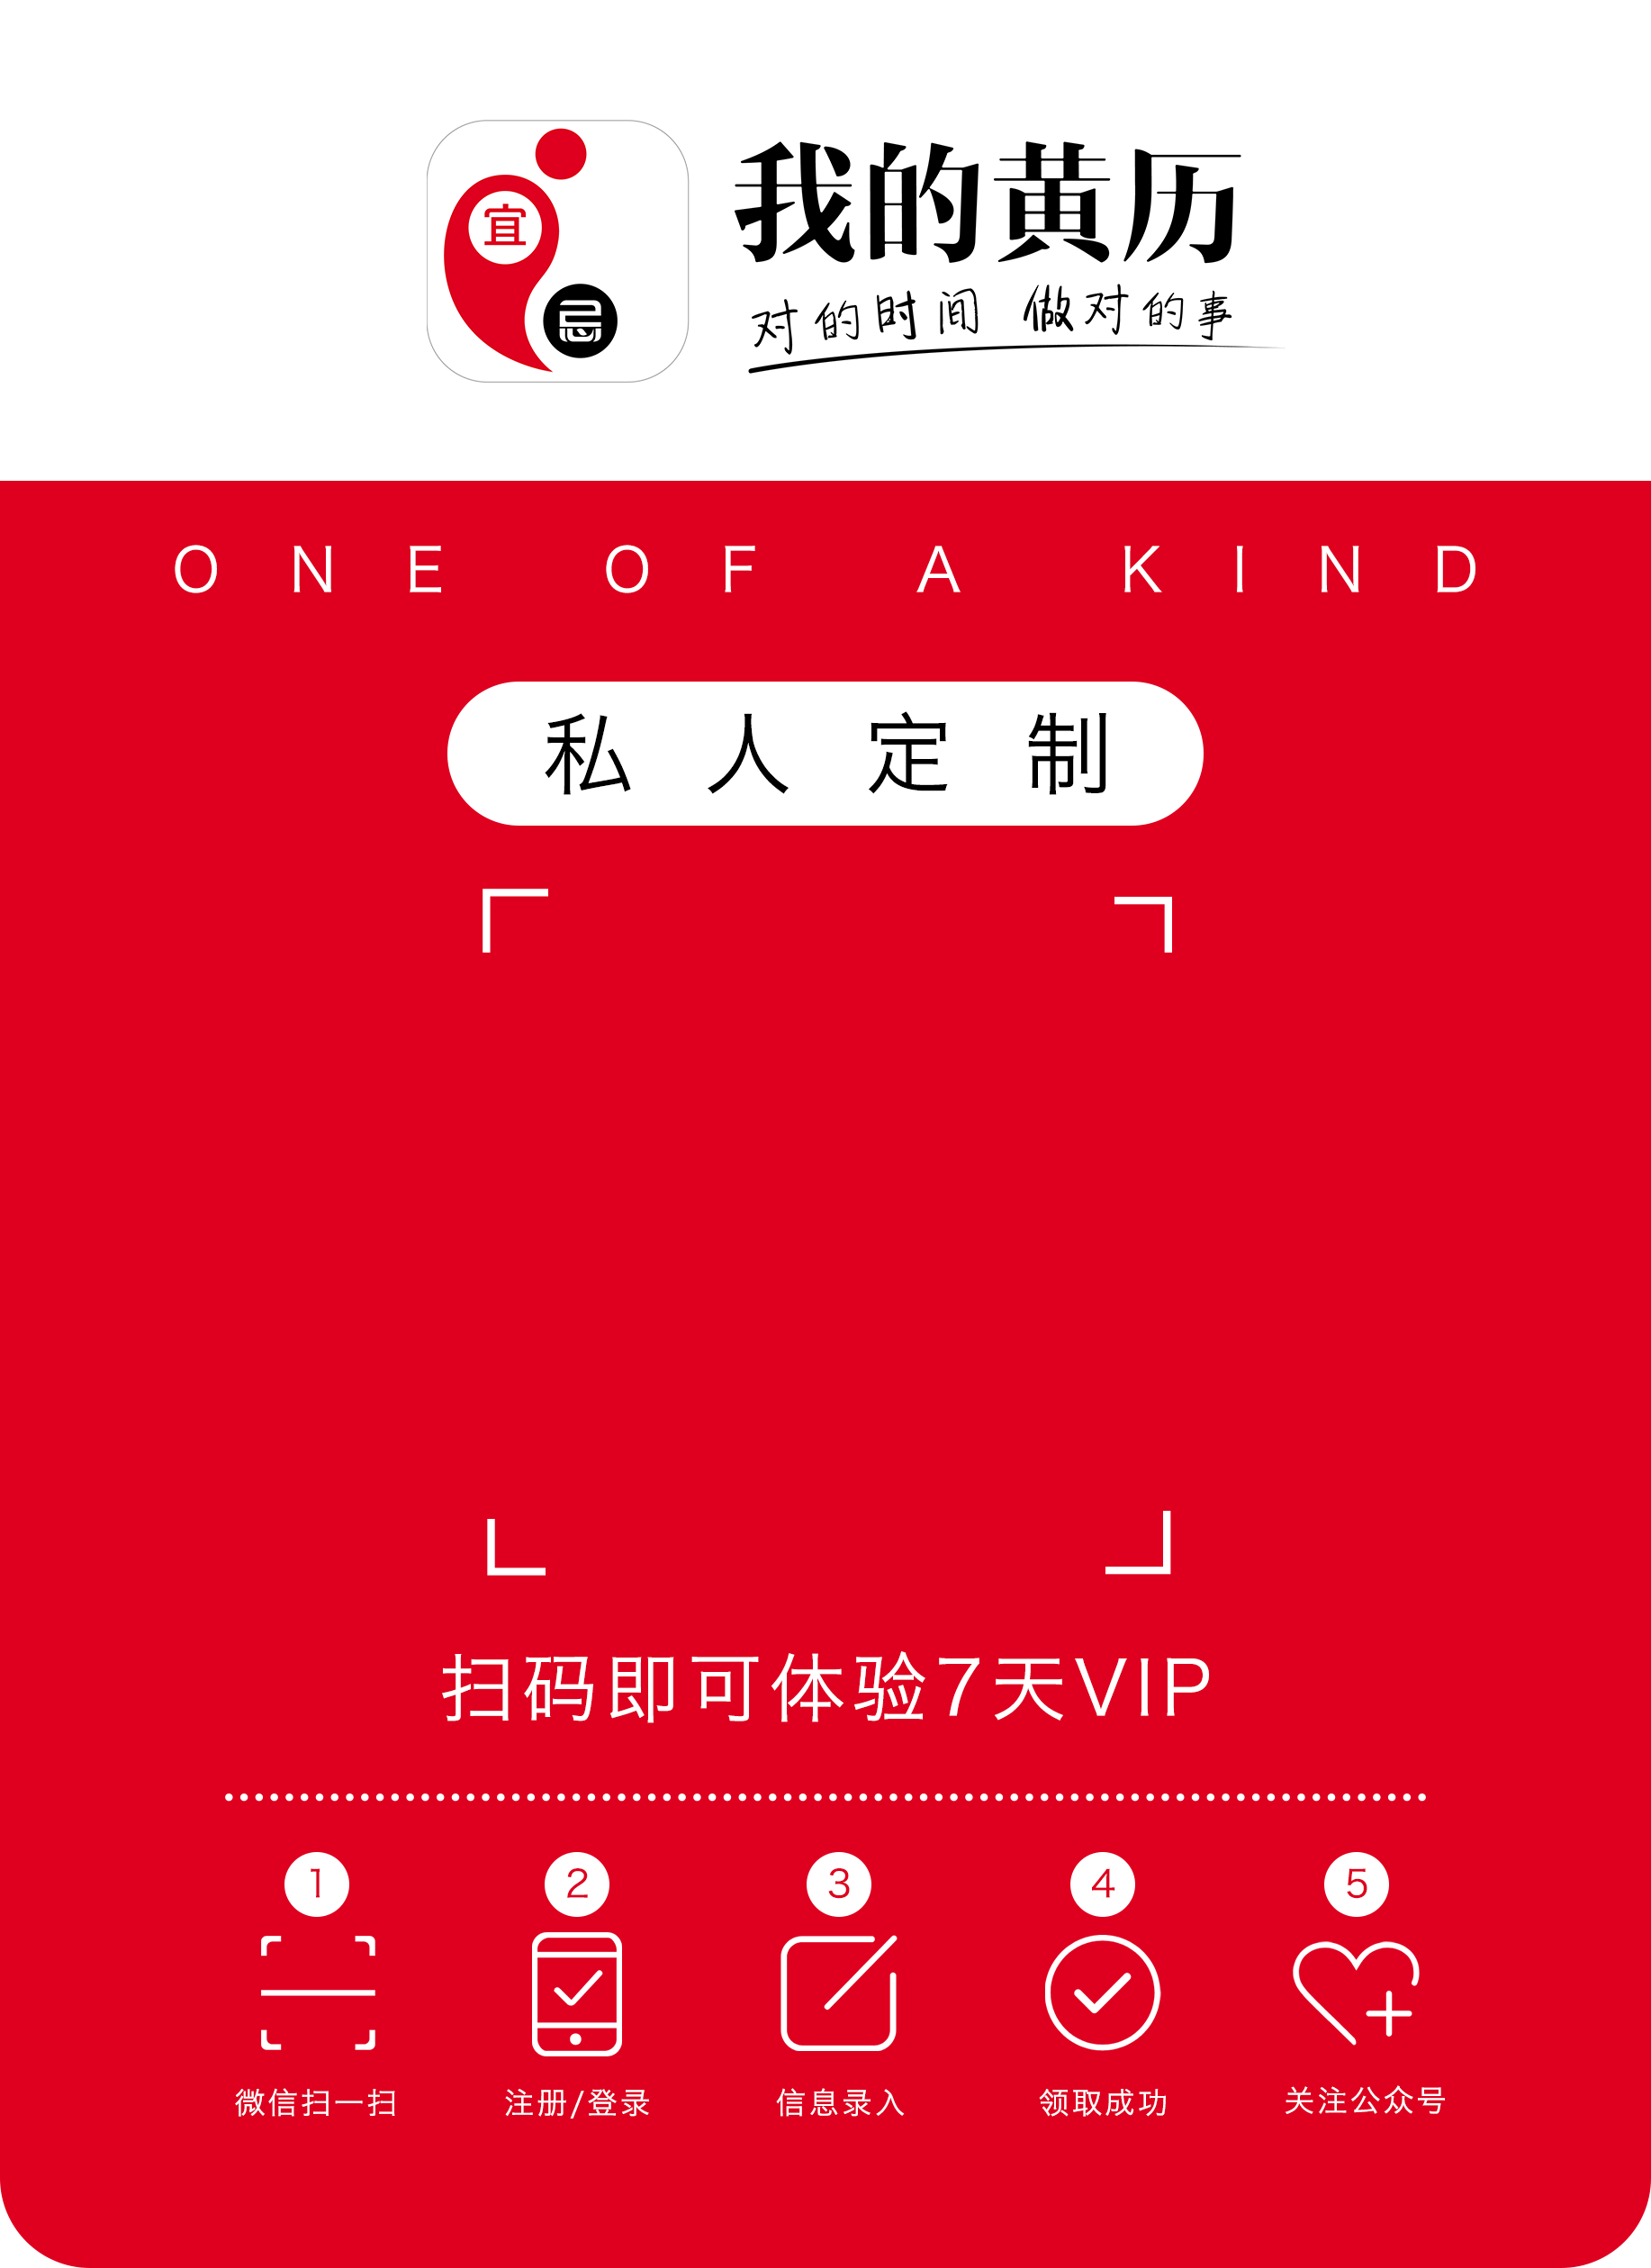 宜
忌
我的黄历
对的时间 做对的事
ONE OF A KIND
私人定制
扫码即可体验7天VIP
1 2 3 4 5
微信扫一扫 注册/登录 信息录入 领取成功 关注公众号